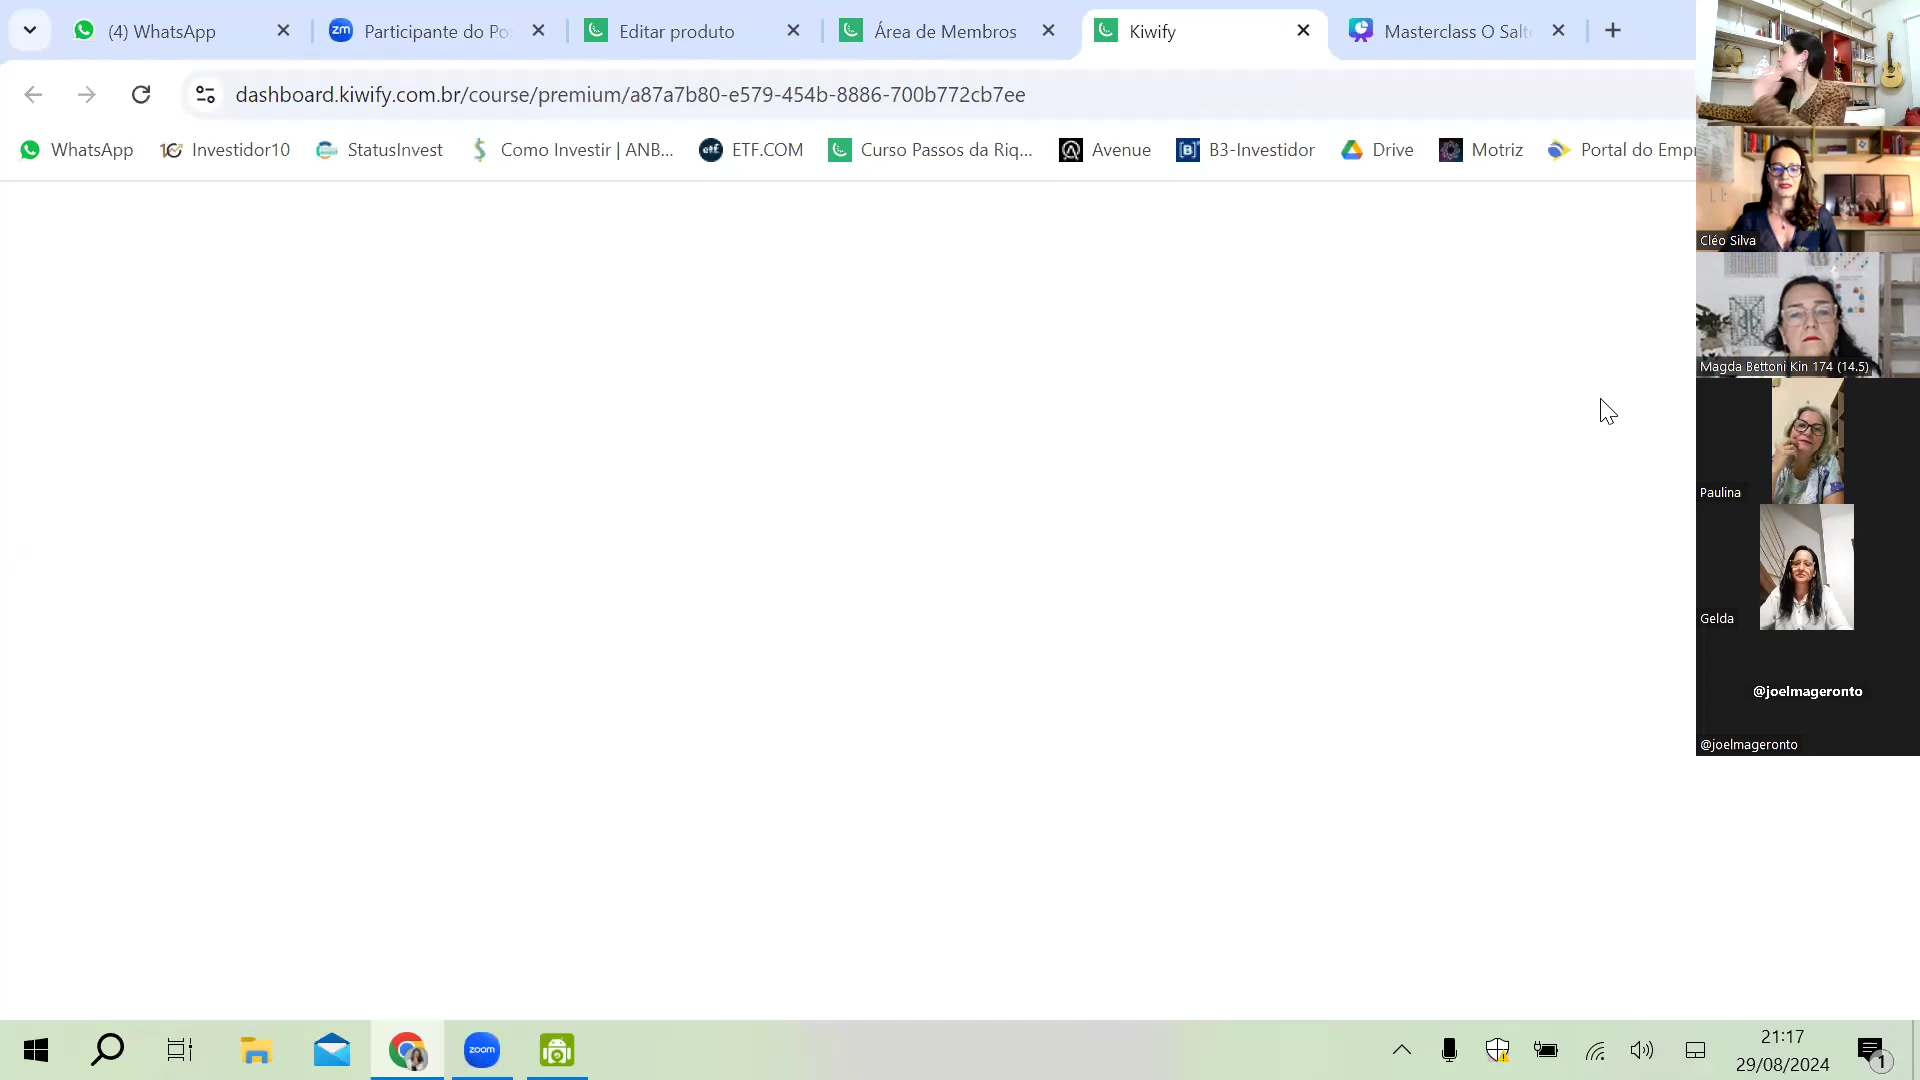 (4) WhatsApp
zm Participante do Po
Editar produto
Área de Membros
Kiwify
Masterclass O Salt
dashboard.kiwify.com.br/course/premium/a87a7b80-e579-454b-8886-700b772cb7ee
WhatsApp
Investidor10
StatusInvest
Como Investir | ANB...
ETF.COM
Curso Passos da Riq...
Avenue
B3-Investidor
Drive
Motriz
Portal do Emp
Cléo Silva
Magda Bettoni Kin 174 (14.5)
Paulina
Gelda
@joelmageronto
@joelmageronto
zoom
21:17
29/08/2024
1